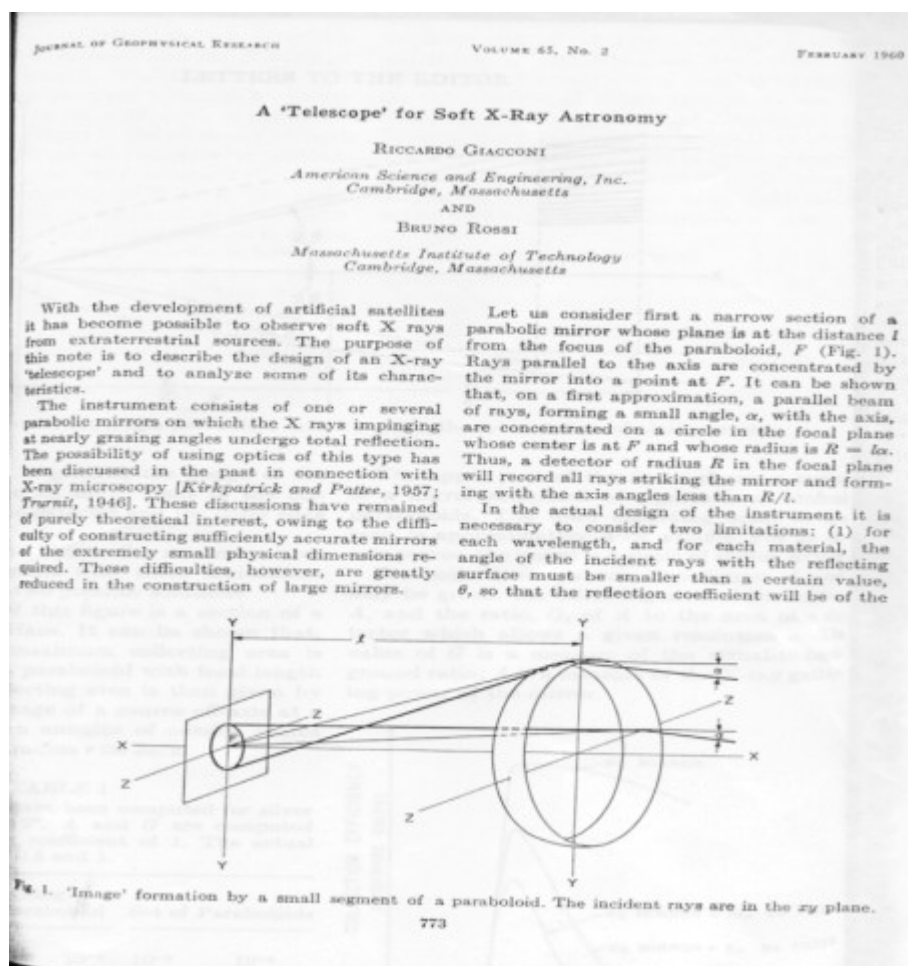 JOURNAL OF GEOPHYSICAL RESEARCH
VOLUME 65, No. 2
FEBRUARY 1960
A 'Telescope' for Soft X-Ray Astronomy
RICCARDO GIACCONI
American Science and Engineering, Inc.
Cambridge, Massachusetts
AND
BRUNO ROSSI
Massachusetts Institute of Technology
Cambridge, Massachusetts
With the development of artificial satellites
it has become possible to observe soft X rays
from extraterrestrial sources. The purpose of
this note is to describe the design of an X-ray
'telescope' and to analyze some of its charac-
teristics.
The instrument consists of one or several
parabolic mirrors on which the X rays impinging
at nearly grazing angles undergo total reflection.
The possibility of using optics of this type has
been discussed in the past in connection with
X-ray microscopy [Kirkpatrick and Pattee, 1957;
Trurnit, 1946]. These discussions have remained
of purely theoretical interest, owing to the diffi-
culty of constructing sufficiently accurate mirrors
of the extremely small physical dimensions re-
quired. These difficulties, however, are greatly
reduced in the construction of large mirrors.
Let us consider first a narrow section of a
parabolic mirror whose plane is at the distance l
from the focus of the paraboloid, F (Fig. 1).
Rays parallel to the axis are concentrated by
the mirror into a point at F. It can be shown
that, on a first approximation, a parallel beam
of rays, forming a small angle, α, with the axis,
are concentrated on a circle in the focal plane
whose center is at F and whose radius is R = lα.
Thus, a detector of radius R in the focal plane
will record all rays striking the mirror and form-
ing with the axis angles less than R/l.
In the actual design of the instrument it is
necessary to consider two limitations: (1) for
each wavelength, and for each material, the
angle of the incident rays with the reflecting
surface must be smaller than a certain value,
θ, so that the reflection coefficient will be of the
Y
l
Y
Z
Z
X
X
Z
Z
Y
Y
Fig. 1. 'Image' formation by a small segment of a paraboloid. The incident rays are in the xy plane.
773